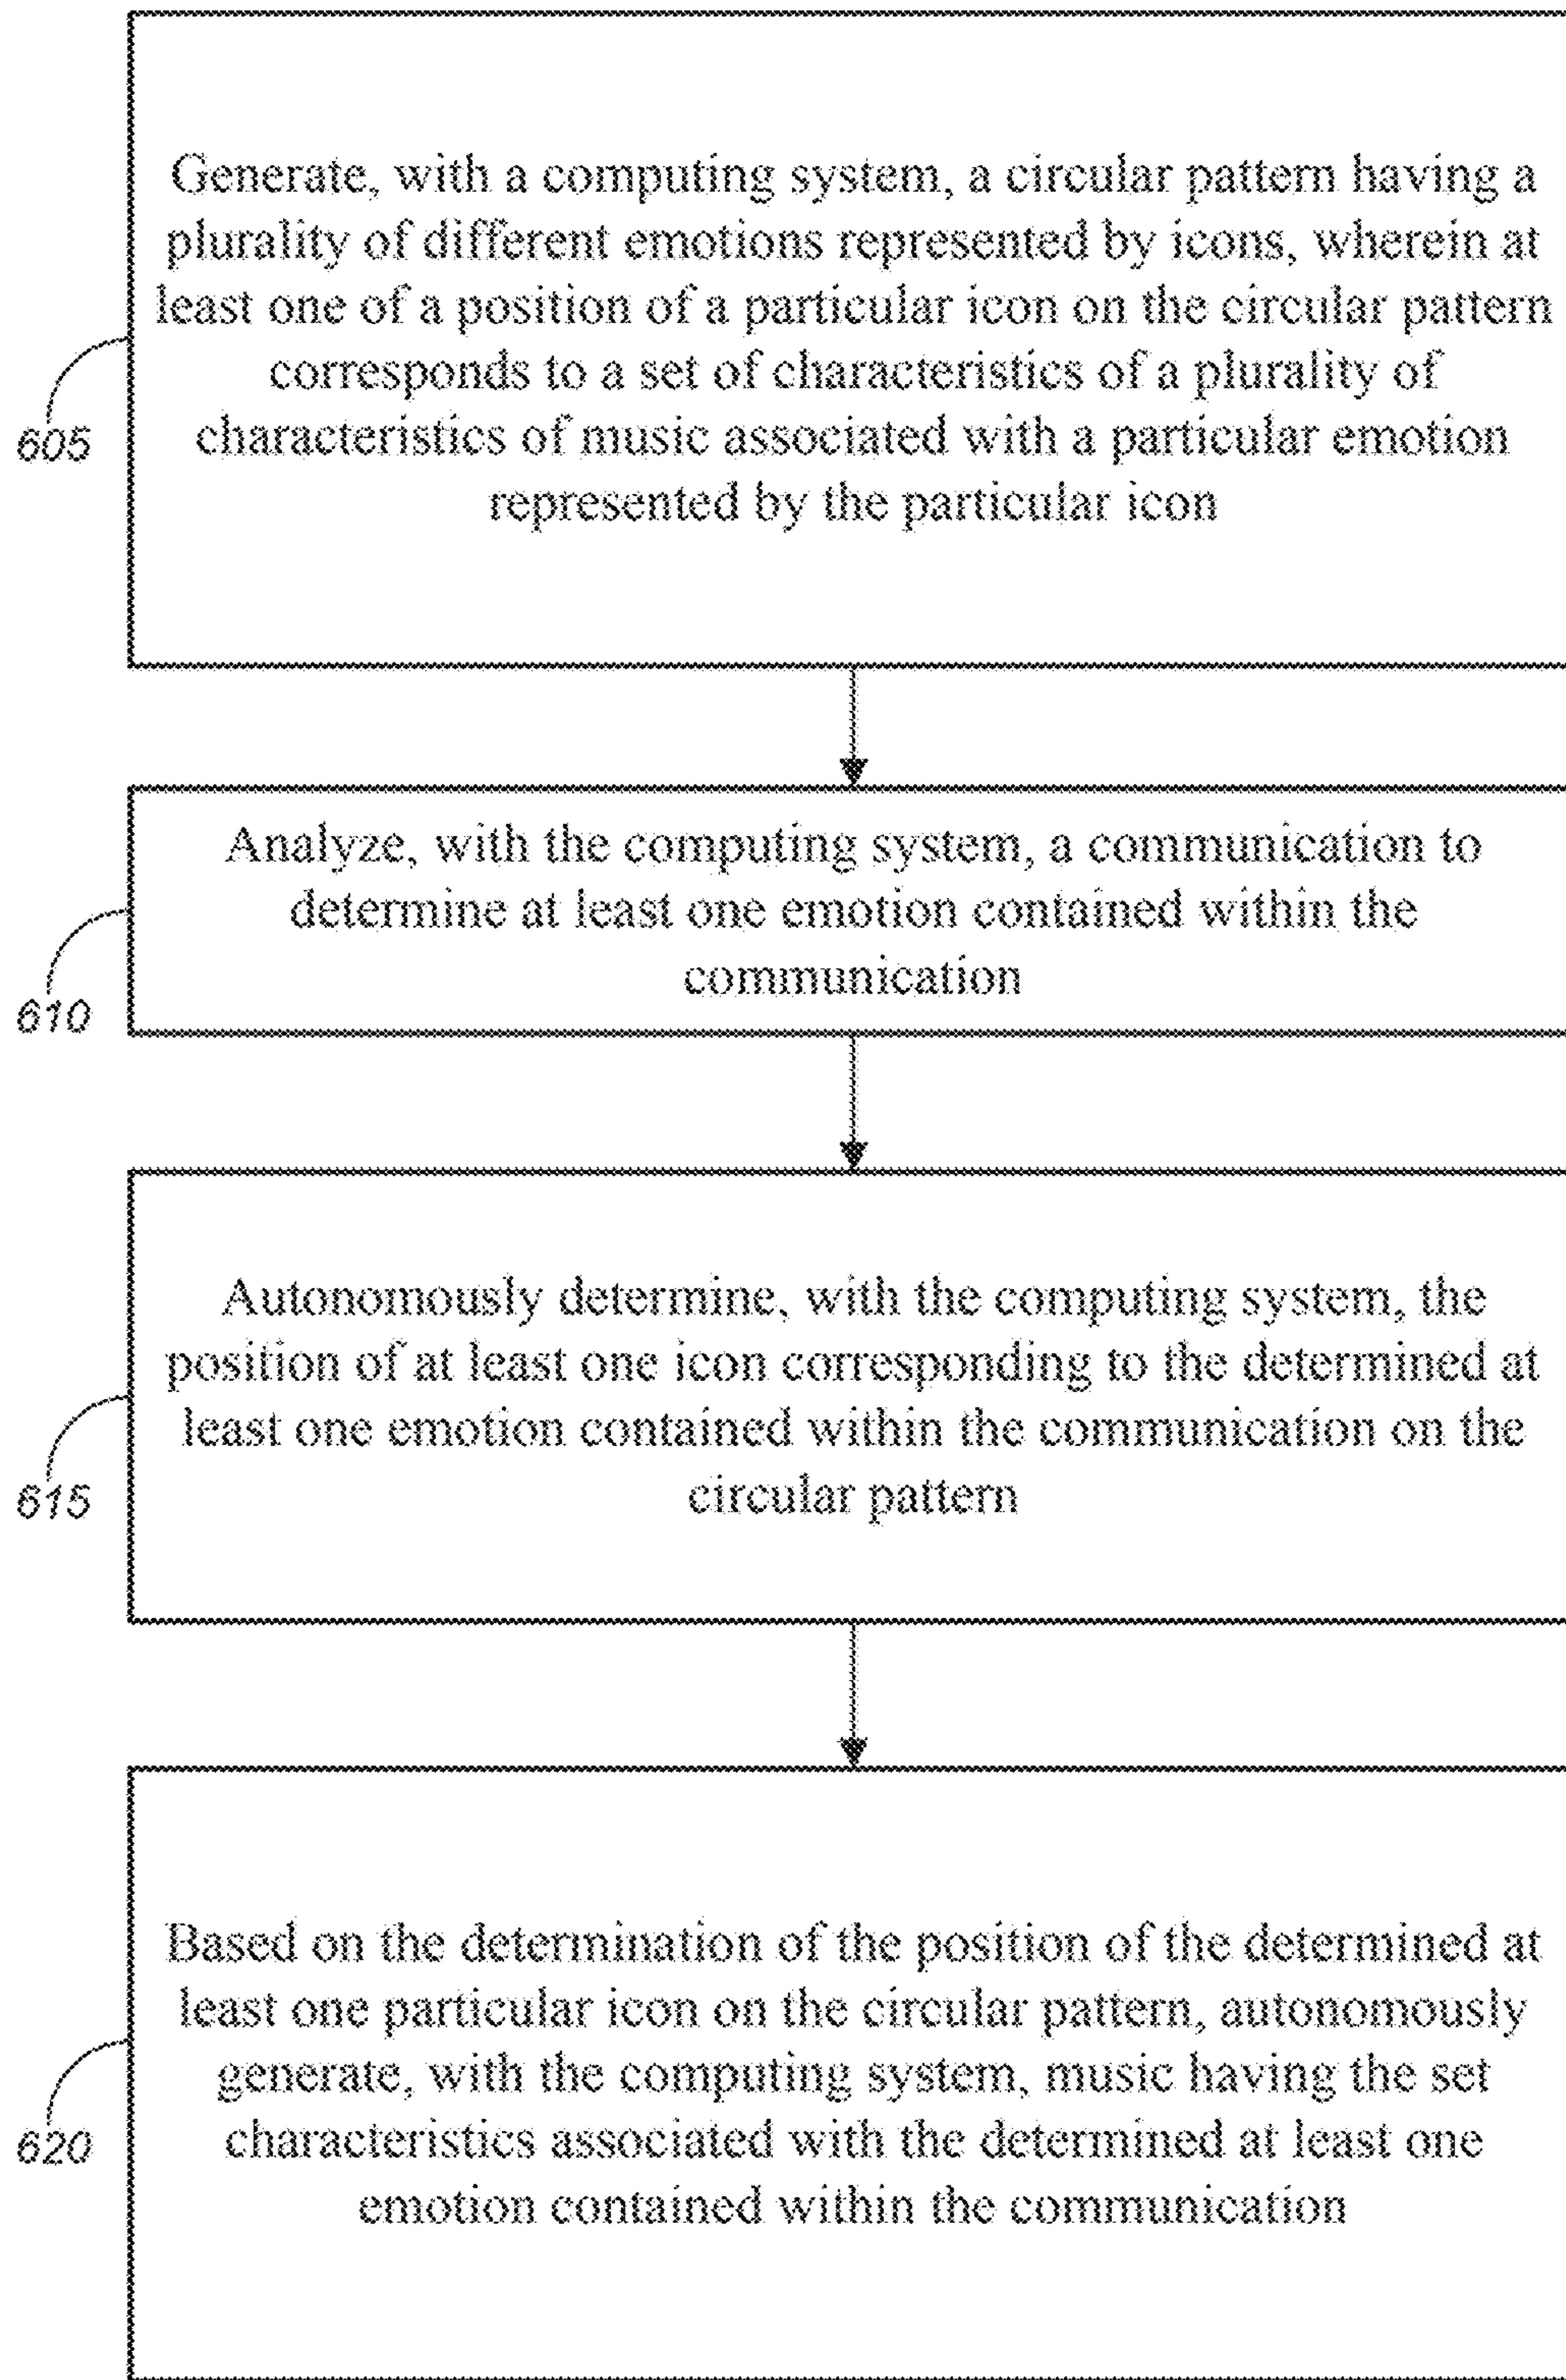 Generate, with a computing system, a circular pattern having a
plurality of different emotions represented by icons, wherein at
least one of a position of a particular icon on the circular pattern
corresponds to a set of characteristics of a plurality of
characteristics of music associated with a particular emotion
represented by the particular icon
605
Analyze, with the computing system, a communication to
determine at least one emotion contained within the
communication
610
Autonomously determine, with the computing system, the
position of at least one icon corresponding to the determined at
least one emotion contained within the communication on the
circular pattern
615
Based on the determination of the position of the determined at
least one particular icon on the circular pattern, autonomously
generate, with the computing system, music having the set
characteristics associated with the determined at least one
emotion contained within the communication
620